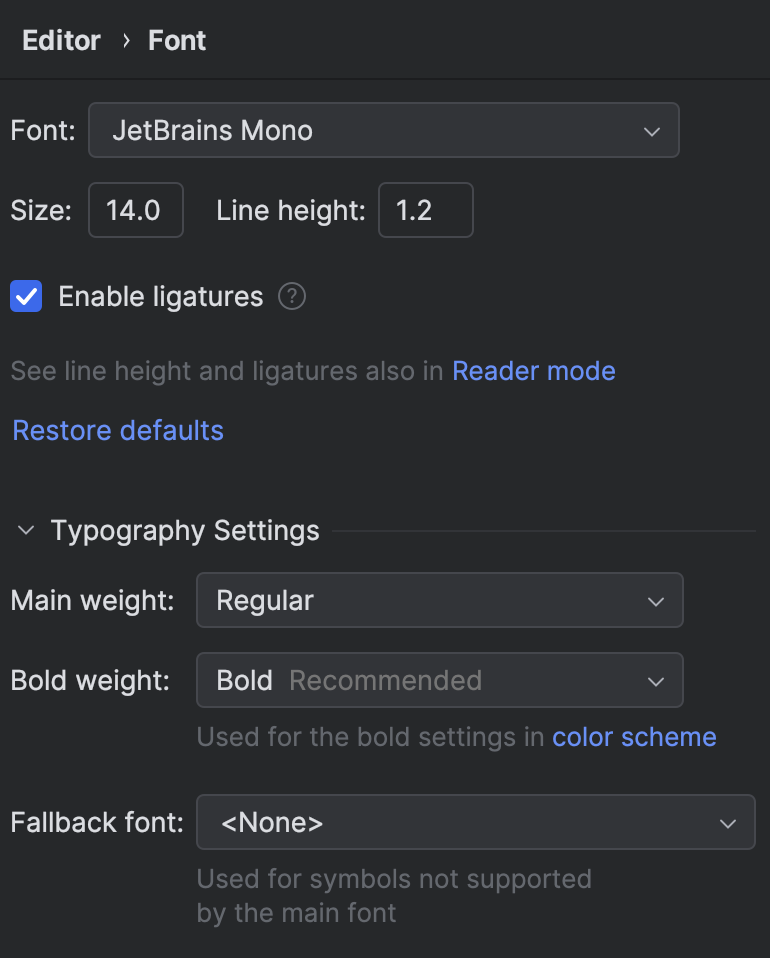 Editor › Font
Font: JetBrains Mono
Size: 14.0 Line height: 1.2
Enable ligatures ?
See line height and ligatures also in Reader mode
Restore defaults
Typography Settings
Main weight: Regular
Bold weight: Bold Recommended
Used for the bold settings in color scheme
Fallback font: <None>
Used for symbols not supported
by the main font